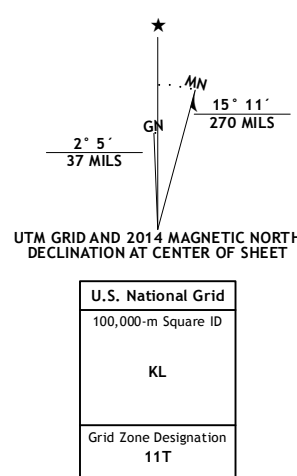 ★
MN
15° 11´
270 MILS
GN
2° 5´
37 MILS
UTM GRID AND 2014 MAGNETIC NORTH
DECLINATION AT CENTER OF SHEET
U.S. National Grid
100,000-m Square ID
KL
Grid Zone Designation
11T